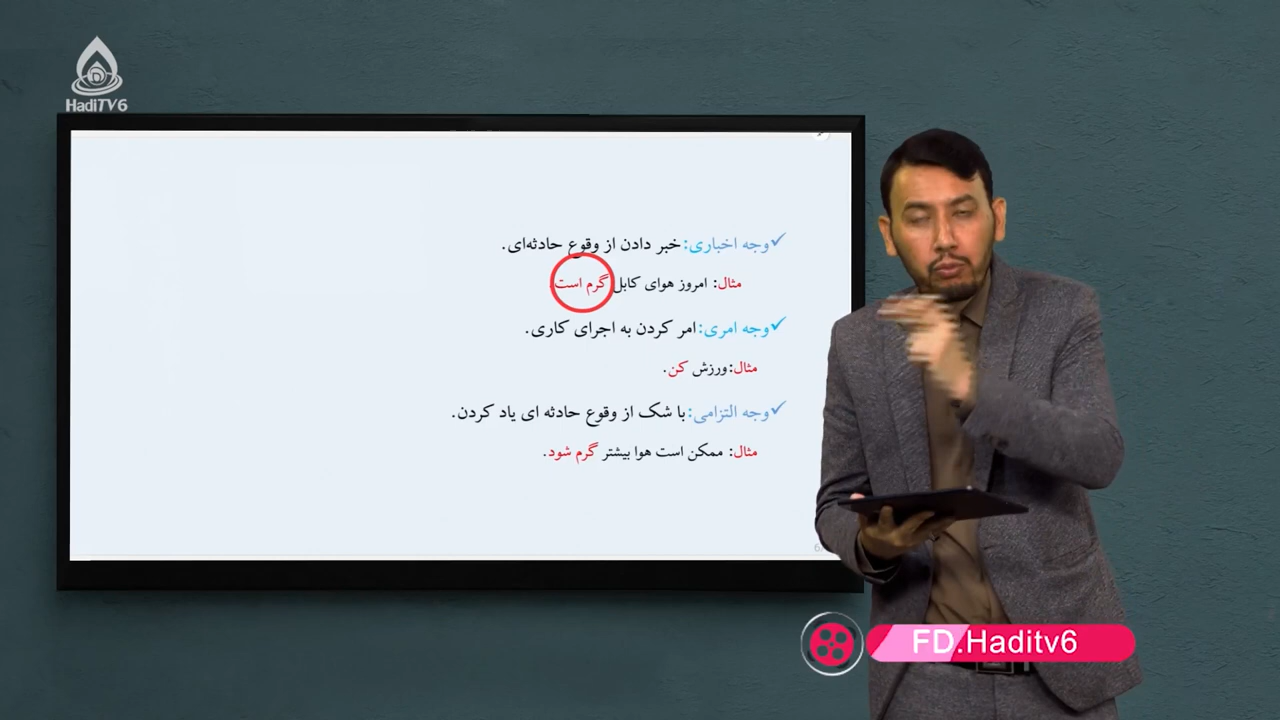 HadiTV6
✓وجه اخباری: خبر دادن از وقوع حادثه‌ای.
مثال: امروز هوای کابل گرم است.
✓وجه امری: امر کردن به اجرای کاری.
مثال:ورزش کن.
✓وجه التزامی: با شک از وقوع حادثه ای یاد کردن.
مثال: ممکن است هوا بیشتر گرم شود.
FD.Haditv6